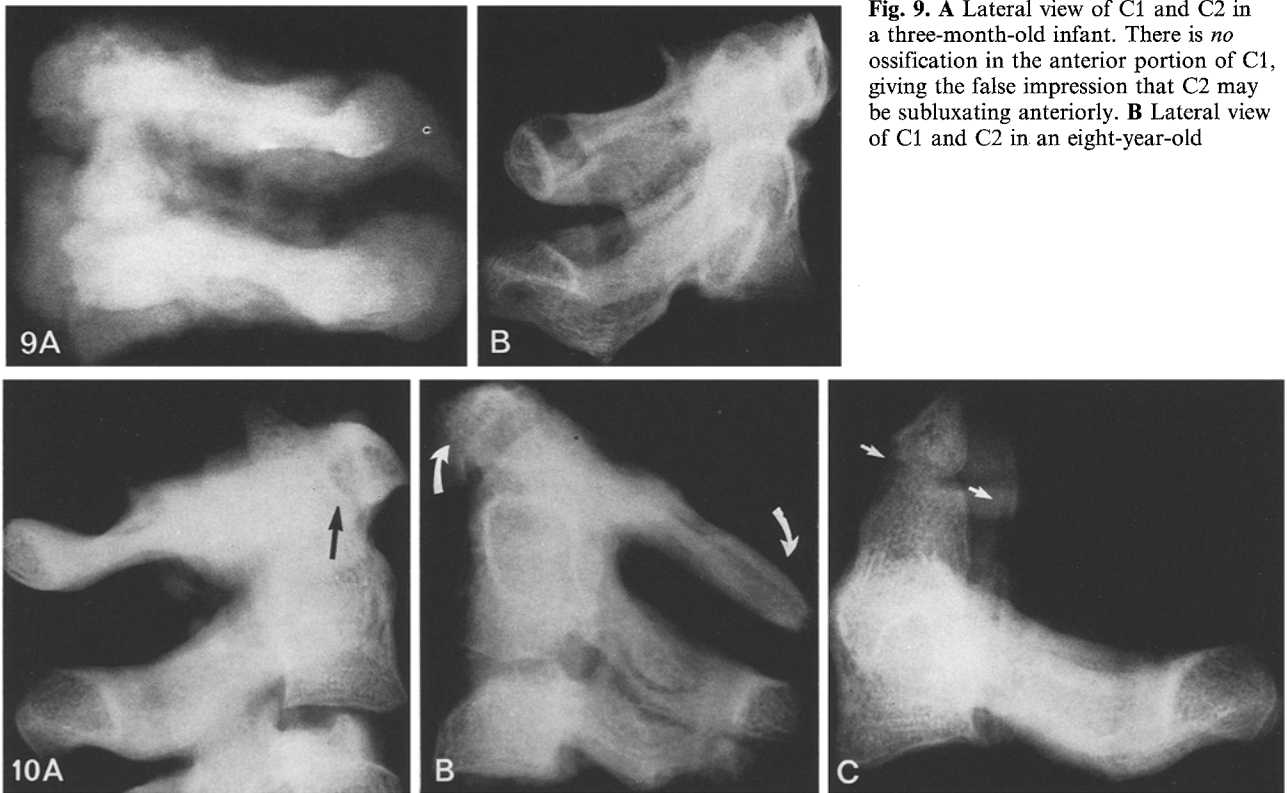 Fig. 9. A Lateral view of C1 and C2 in
a three-month-old infant. There is no
ossification in the anterior portion of C1,
giving the false impression that C2 may
be subluxating anteriorly. B Lateral view
of C1 and C2 in an eight-year-old
c
9A
B
10A
B
C